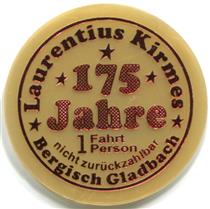 Laurentius Kirmes
175
Jahre
1 Fahrt
Person
nicht zurückzahlbar
Bergisch Gladbach